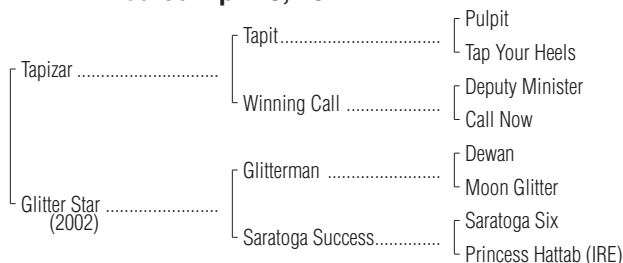 Pulpit
Tapit
Tap Your Heels
Tapizar
Deputy Minister
Winning Call
Call Now
Dewan
Glitterman
Moon Glitter
Glitter Star
(2002)
Saratoga Six
Saratoga Success
Princess Hattab (IRE)